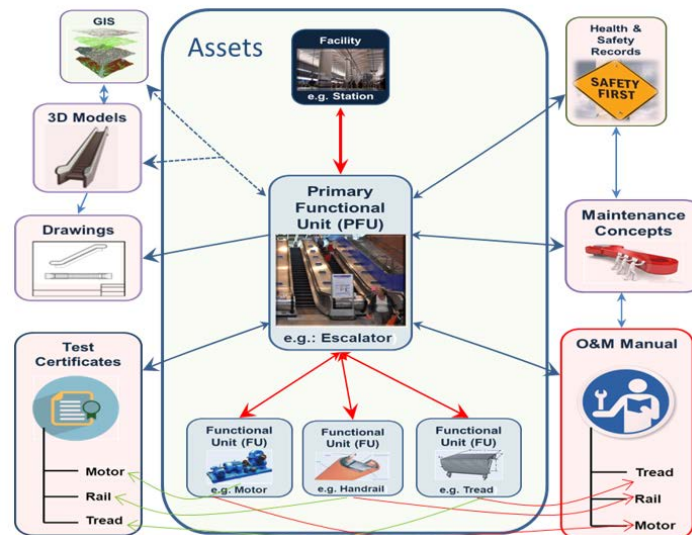 GIS
3D Models
Drawings
Test
Certificates
Motor
Rail
Tread
Assets
Facility
e.g. Station
Primary
Functional
Unit (PFU)
e.g.: Escalator
Functional
Unit (FU)
e.g. Motor
Functional
Unit (FU)
e.g. Handrail
Functional
Unit (FU)
e.g. Tread
Health &
Safety
Records
SAFETY
FIRST
Maintenance
Concepts
O&M Manual
Tread
Rail
Motor